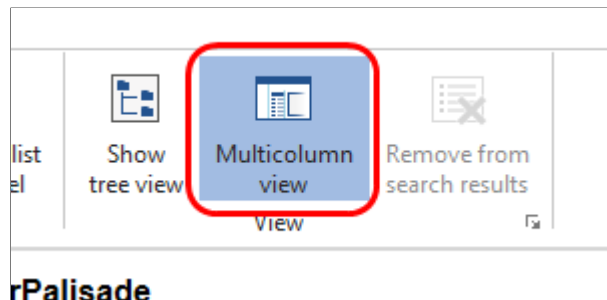 list
el
Show
tree view
Multicolumn
view
Remove from
search results
View
rPalisade